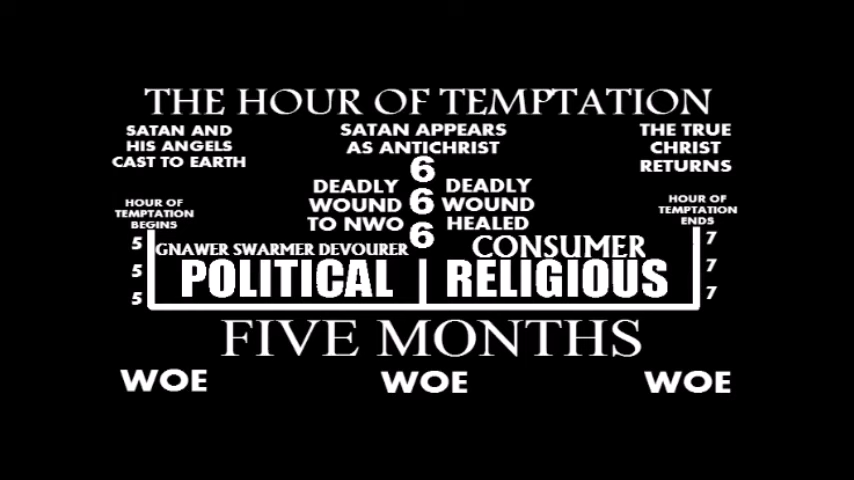 THE HOUR OF TEMPTATION
SATAN AND
HIS ANGELS
CAST TO EARTH
SATAN APPEARS
AS ANTICHRIST
THE TRUE
CHRIST
RETURNS
6
6
6
DEADLY
WOUND
TO NWO
DEADLY
WOUND
HEALED
HOUR OF
TEMPTATION
BEGINS
HOUR OF
TEMPTATION
ENDS
5
5
5
GNAWER SWARMER DEVOURER
POLITICAL
CONSUMER
RELIGIOUS
7
7
7
FIVE MONTHS
WOE
WOE
WOE